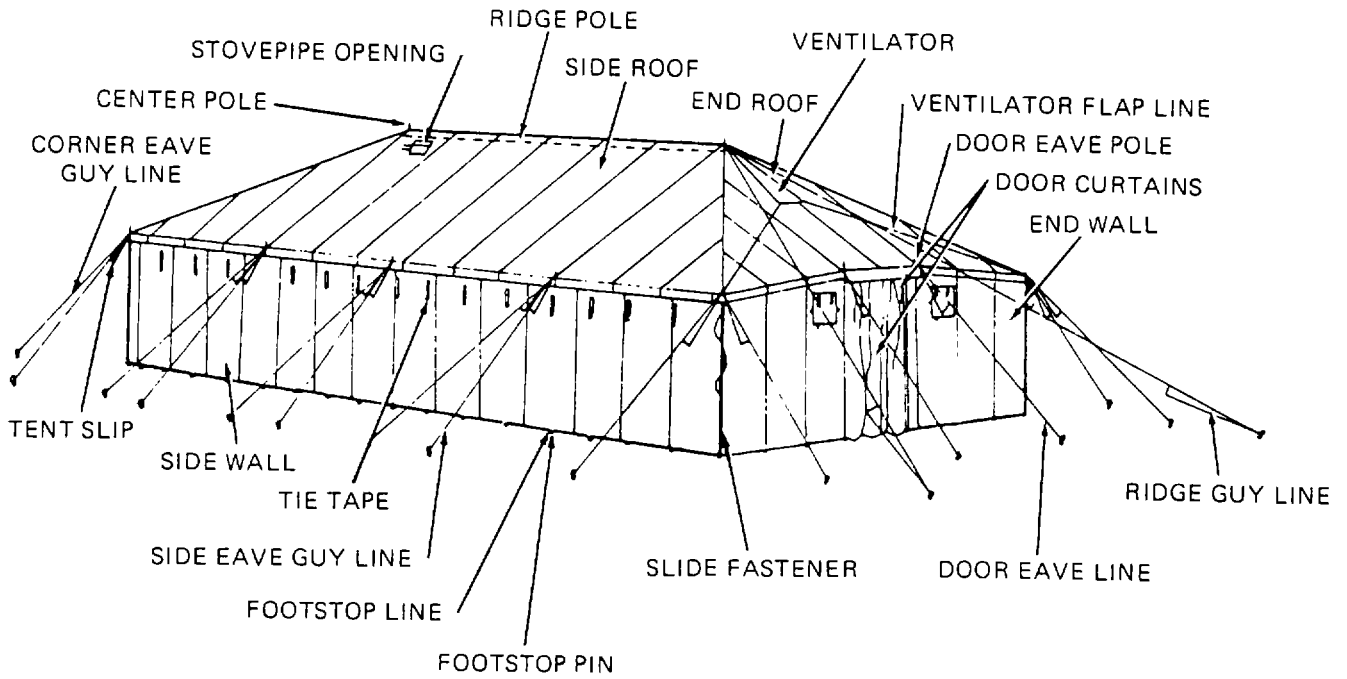 RIDGE POLE
STOVEPIPE OPENING
VENTILATOR
SIDE ROOF
CENTER POLE
END ROOF
VENTILATOR FLAP LINE
CORNER EAVE
GUY LINE
DOOR EAVE POLE
DOOR CURTAINS
END WALL
TENT SLIP
SIDE WALL
TIE TAPE
RIDGE GUY LINE
SIDE EAVE GUY LINE
SLIDE FASTENER
DOOR EAVE LINE
FOOTSTOP LINE
FOOTSTOP PIN